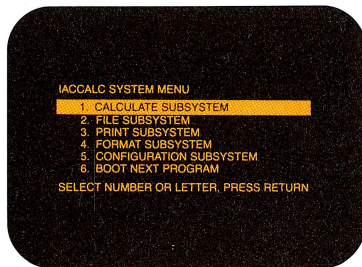 IACCALC SYSTEM MENU
1. CALCULATE SUBSYSTEM
2. FILE SUBSYSTEM
3. PRINT SUBSYSTEM
4. FORMAT SUBSYSTEM
5. CONFIGURATION SUBSYSTEM
6. BOOT NEXT PROGRAM
SELECT NUMBER OR LETTER, PRESS RETURN